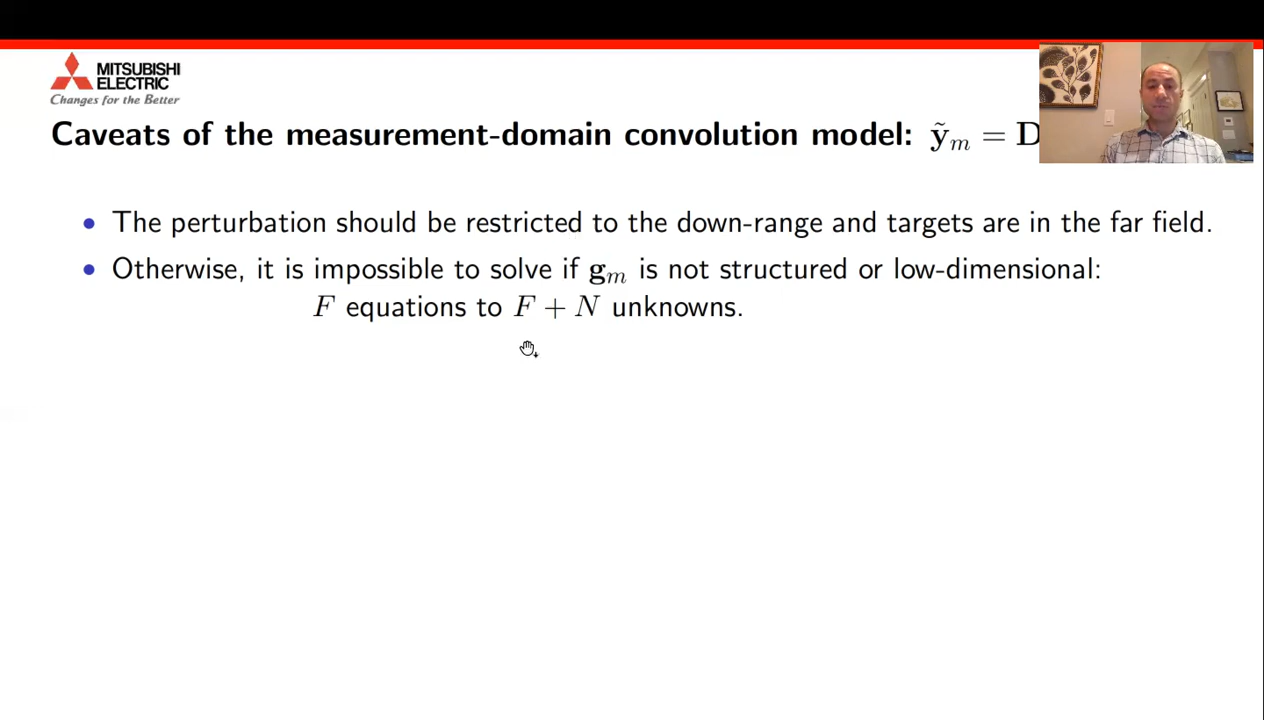 MITSUBISHI
ELECTRIC
Changes for the Better
Caveats of the measurement-domain convolution model: ỹₘ = D
• The perturbation should be restricted to the down-range and targets are in the far field.
• Otherwise, it is impossible to solve if gₘ is not structured or low-dimensional:
F equations to F + N unknowns.